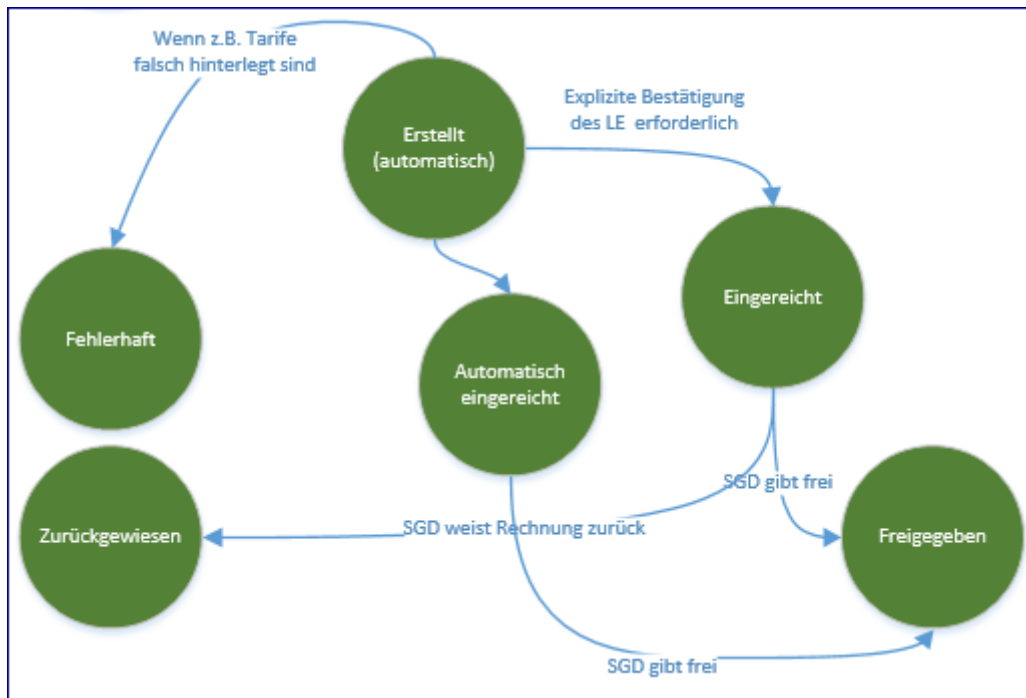 Wenn z.B. Tarife
falsch hinterlegt sind
Explizite Bestätigung
des LE erforderlich
Erstellt
(automatisch)
Eingereicht
Fehlerhaft
Automatisch
eingereicht
SGD gibt frei
SGD weist Rechnung zurück
Zurückgewiesen
Freigegeben
SGD gibt frei